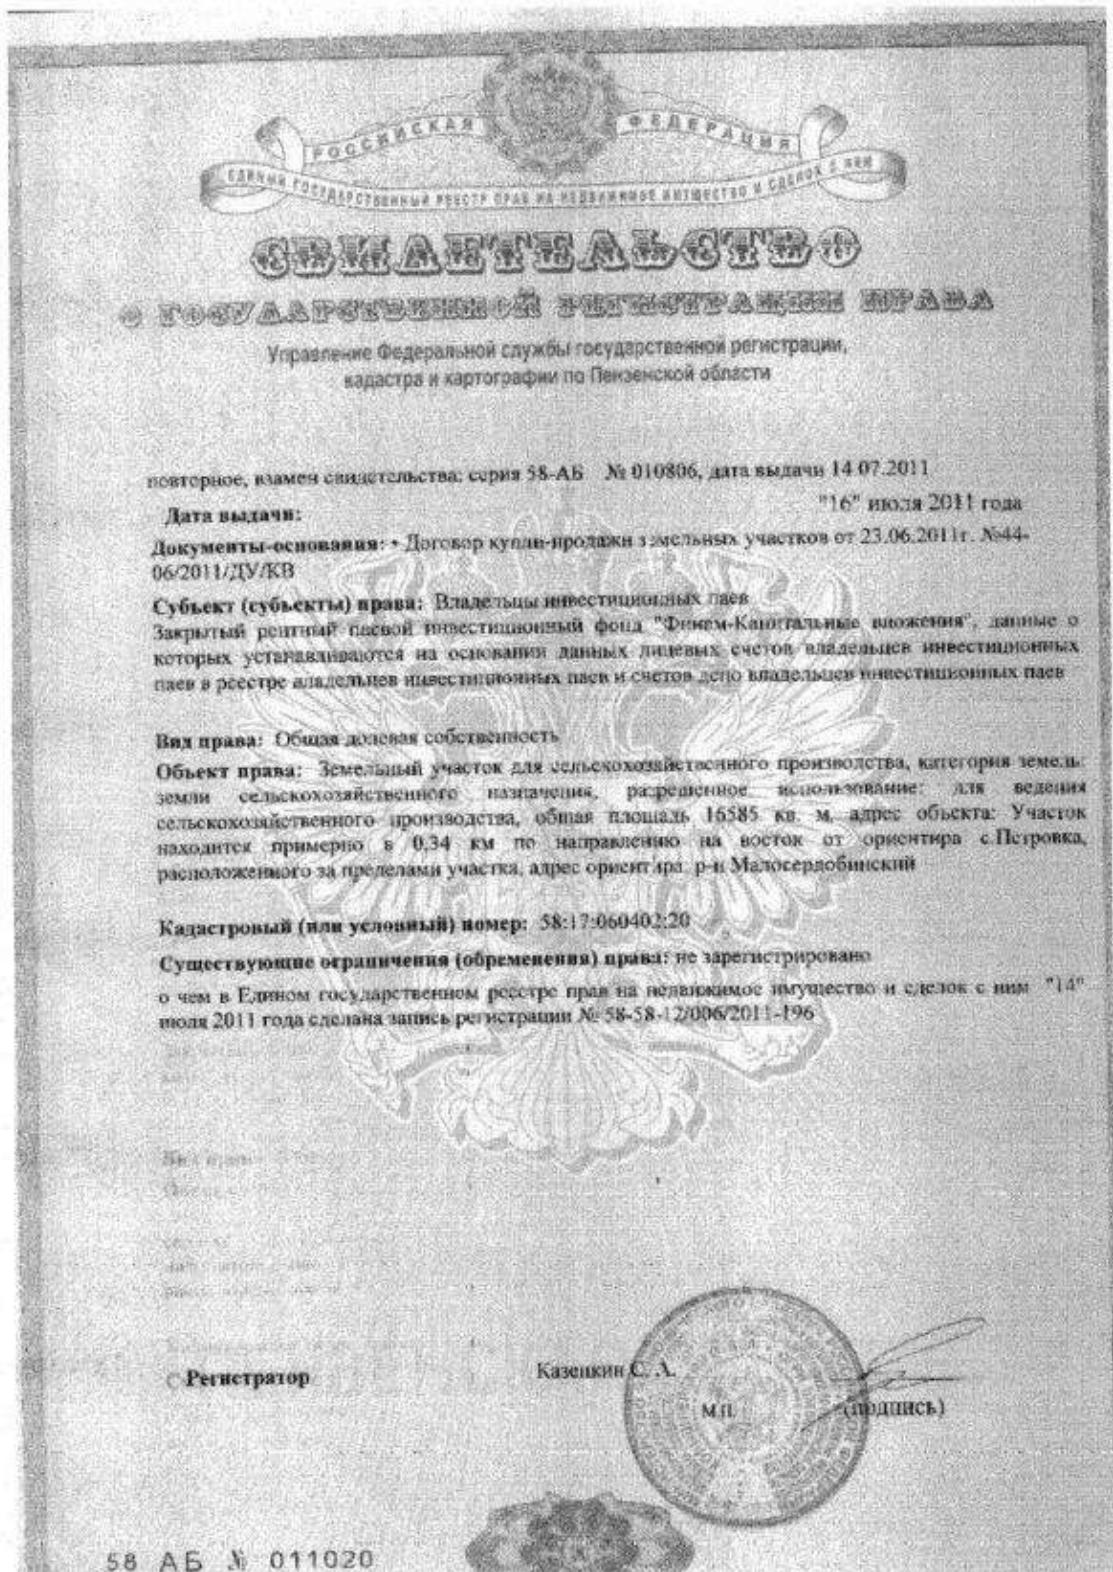 РОССИЙСКАЯ ФЕДЕРАЦИЯ
ЕДИНЫЙ ГОСУДАРСТВЕННЫЙ РЕЕСТР ПРАВ НА НЕДВИЖИМОЕ ИМУЩЕСТВО И СДЕЛОК С НИМ
СВИДЕТЕЛЬСТВО
О ГОСУДАРСТВЕННОЙ РЕГИСТРАЦИИ ПРАВА
Управление Федеральной службы государственной регистрации,
кадастра и картографии по Пензенской области
повторное, взамен свидетельства: серия 58-АБ № 010806, дата выдачи 14.07.2011
Дата выдачи: "16" июля 2011 года
Документы-основания: • Договор купли-продажи земельных участков от 23.06.2011г. №44-
06/2011/ДУ/КВ
Субъект (субъекты) права: Владельцы инвестиционных паев
Закрытый рентный паевой инвестиционный фонд "Финам-Капитальные вложения", данные о
которых устанавливаются на основании данных лицевых счетов владельцев инвестиционных
паев в реестре владельцев инвестиционных паев и счетов депо владельцев инвестиционных паев
Вид права: Общая долевая собственность
Объект права: Земельный участок для сельскохозяйственного производства, категория земель:
земли сельскохозяйственного назначения, разрешенное использование: для ведения
сельскохозяйственного производства, общая площадь 16585 кв. м, адрес объекта: Участок
находится примерно в 0,34 км по направлению на восток от ориентира с.Петровка,
расположенного за пределами участка, адрес ориентира: р-н Малосердобинский
Кадастровый (или условный) номер: 58:17:060402:20
Существующие ограничения (обременения) права: не зарегистрировано
о чем в Едином государственном реестре прав на недвижимое имущество и сделок с ним "14"
июля 2011 года сделана запись регистрации № 58-58-12/006/2011-196
Регистратор Казенкин С. А.
М.П. (подпись)
58 АБ № 011020